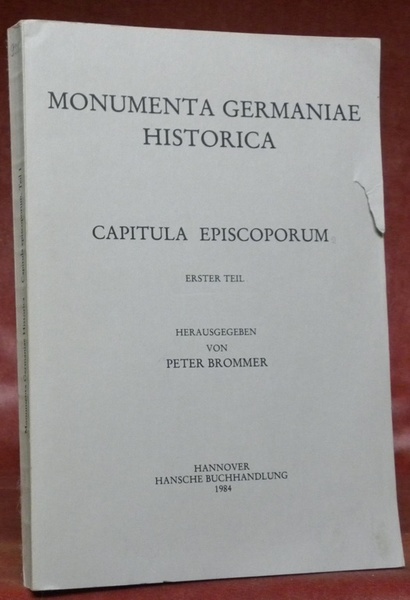 MONUMENTA GERMANIAE
HISTORICA
CAPITULA EPISCOPORUM
ERSTER TEIL
HERAUSGEGEBEN
VON
PETER BROMMER
HANNOVER
HANSCHE BUCHHANDLUNG
1984